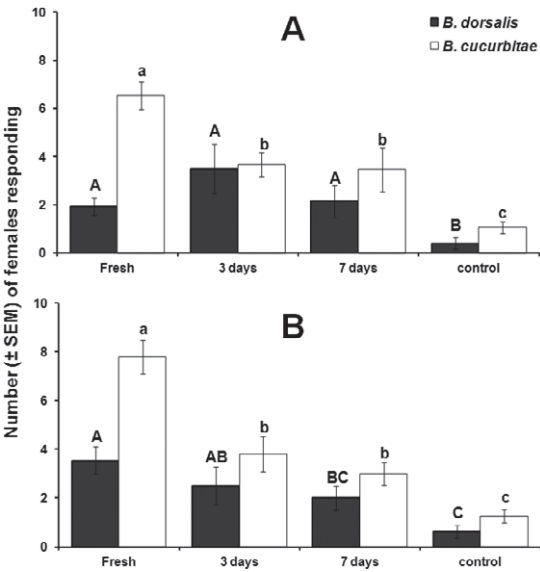 Number (± SEM) of females responding
A
B. dorsalis
B. cucurbitae
10
8
6
4
2
0
A
a
A
b
A
b
B
c
Fresh
3 days
7 days
control
B
10
8
6
4
2
0
A
a
AB
b
BC
b
C
c
Fresh
3 days
7 days
control